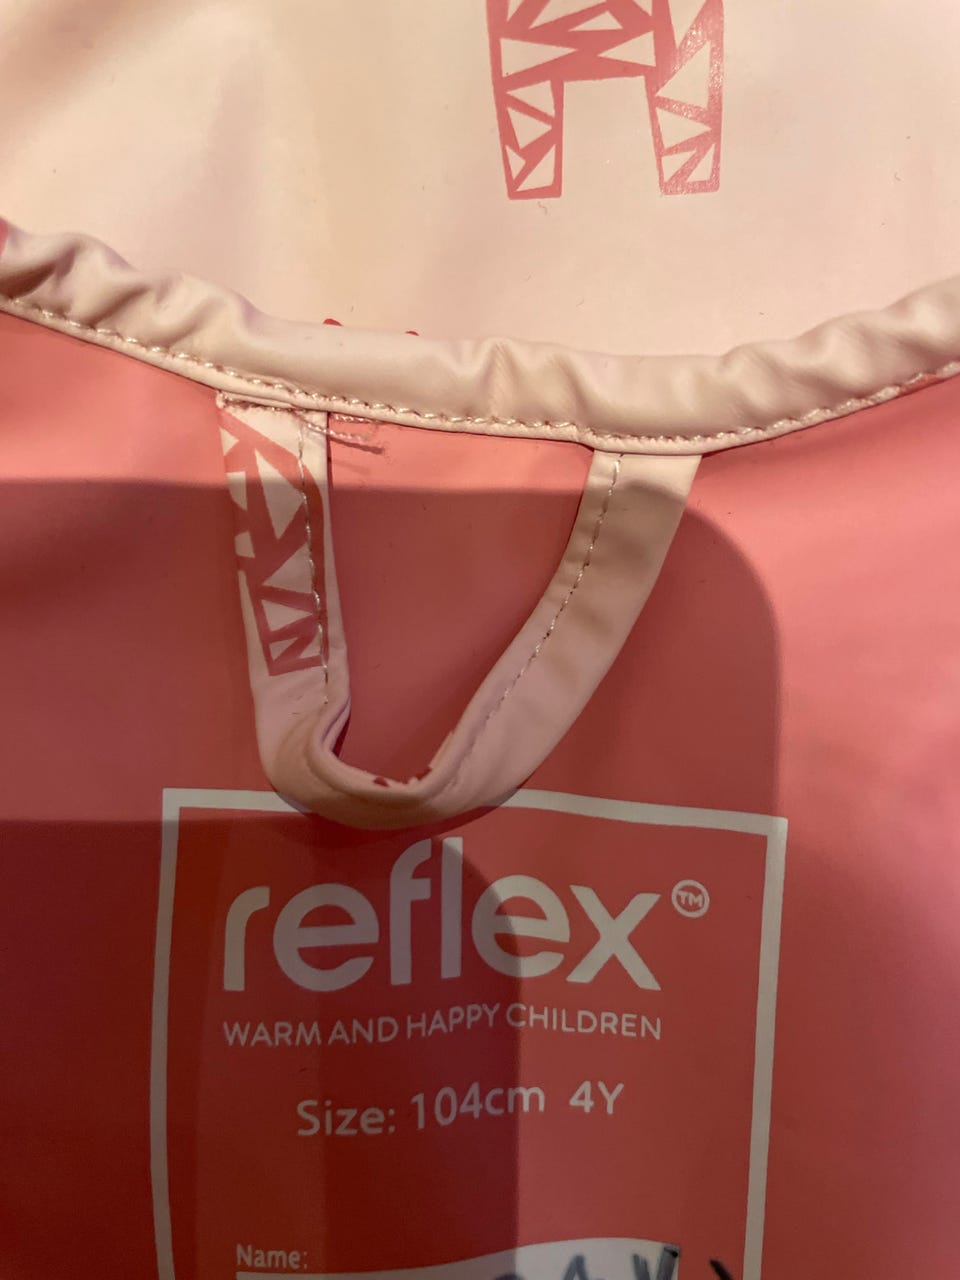 reflex™
WARM AND HAPPY CHILDREN
Size: 104cm 4Y
Name: